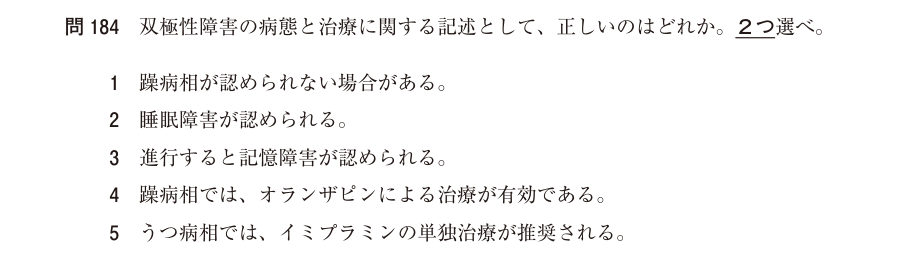 問 184 双極性障害の病態と治療に関する記述として、正しいのはどれか。2つ選べ。
1 躁病相が認められない場合がある。
2 睡眠障害が認められる。
3 進行すると記憶障害が認められる。
4 躁病相では、オランザピンによる治療が有効である。
5 うつ病相では、イミプラミンの単独治療が推奨される。